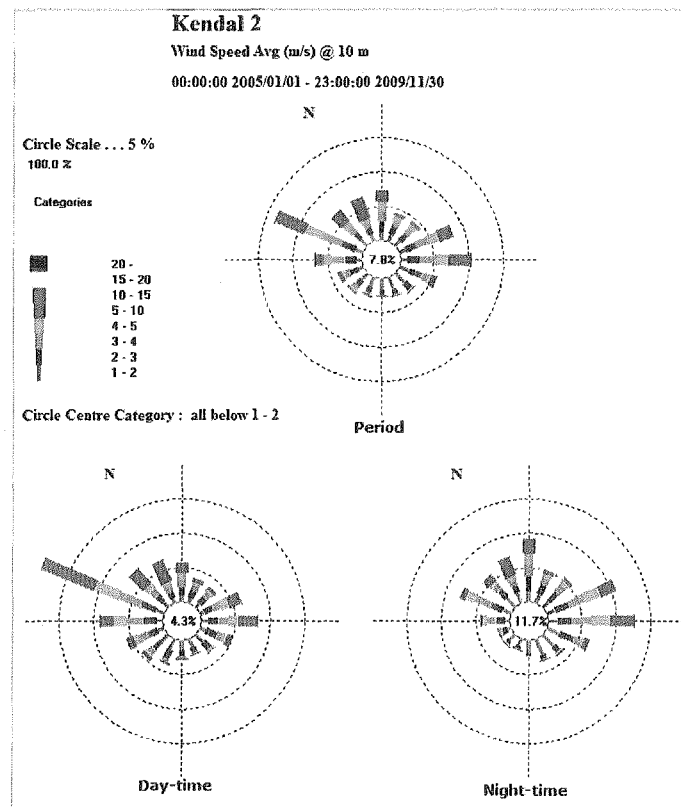 Kendal 2
Wind Speed Avg (m/s) @ 10 m
00:00:00 2005/01/01 - 23:00:00 2009/11/30
N
Circle Scale . . . 5 %
100.0 %
Categories
20 -
15 - 20
10 - 15
5 - 10
4 - 5
3 - 4
2 - 3
1 - 2
7.8%
Circle Centre Category : all below 1 - 2
Period
N
N
4.3%
11.7%
Day-time
Night-time